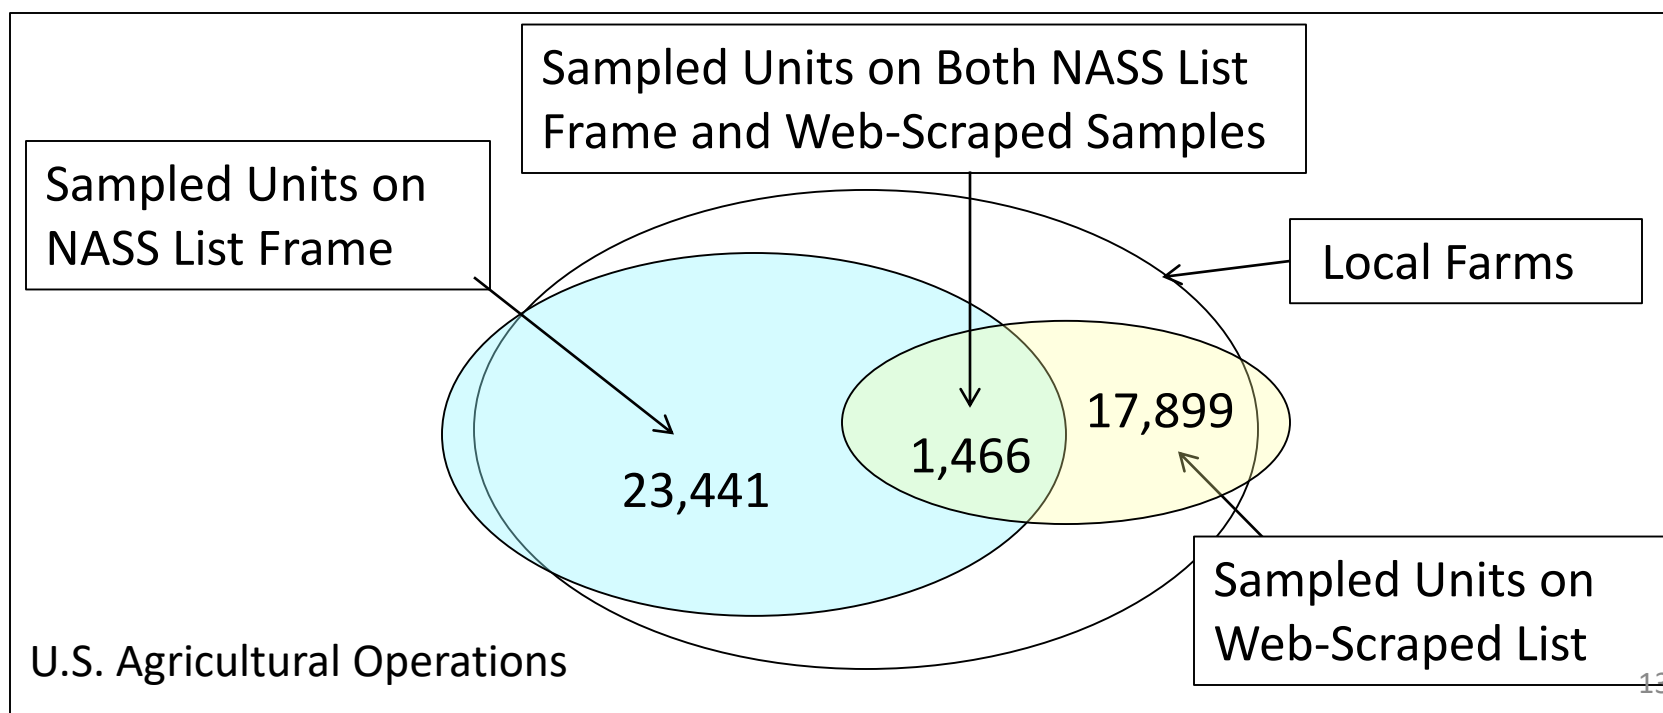 Sampled Units on Both NASS List
Frame and Web-Scraped Samples
Sampled Units on
NASS List Frame
Local Farms
17,899
1,466
23,441
Sampled Units on
Web-Scraped List
U.S. Agricultural Operations
13